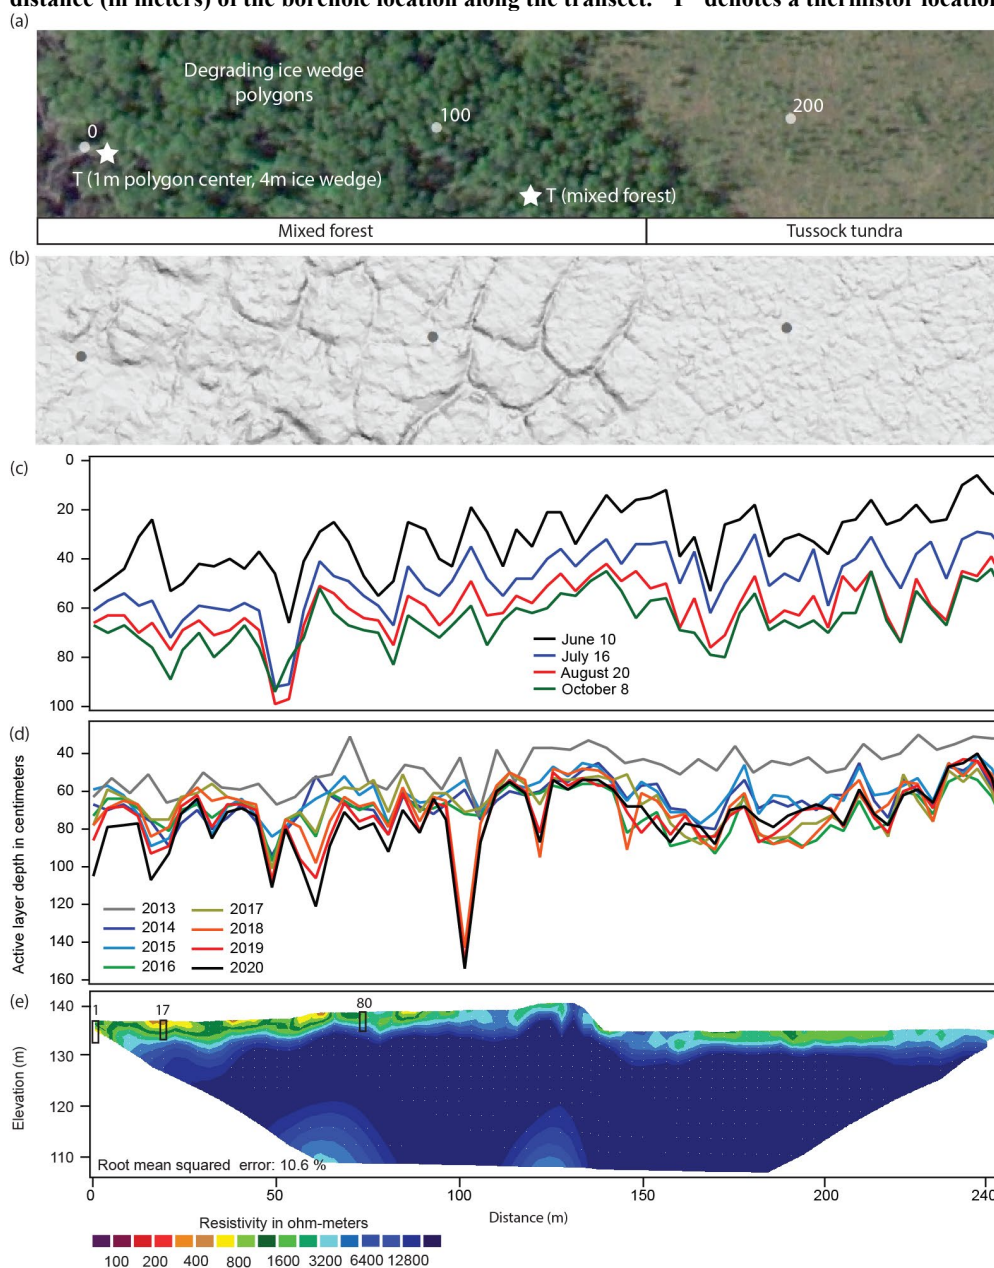 distance (m meters) of the borehole location along the transect. "T" denotes a thermistor location
(a)
Degrading ice wedge
polygons
0
100
200
T (1m polygon center, 4m ice wedge)
T (mixed forest)
Mixed forest
Tussock tundra
(b)
(c)
0
20
40
60
80
100
June 10
July 16
August 20
October 8
(d)
Active layer depth in centimeters
40
60
80
100
120
140
160
2013
2014
2015
2016
2017
2018
2019
2020
(e)
Elevation (m)
140
130
120
110
1
17
80
Root mean squared error: 10.6 %
0
50
100
150
200
240
Distance (m)
Resistivity in ohm-meters
100 200 400 800 1600 3200 6400 12800